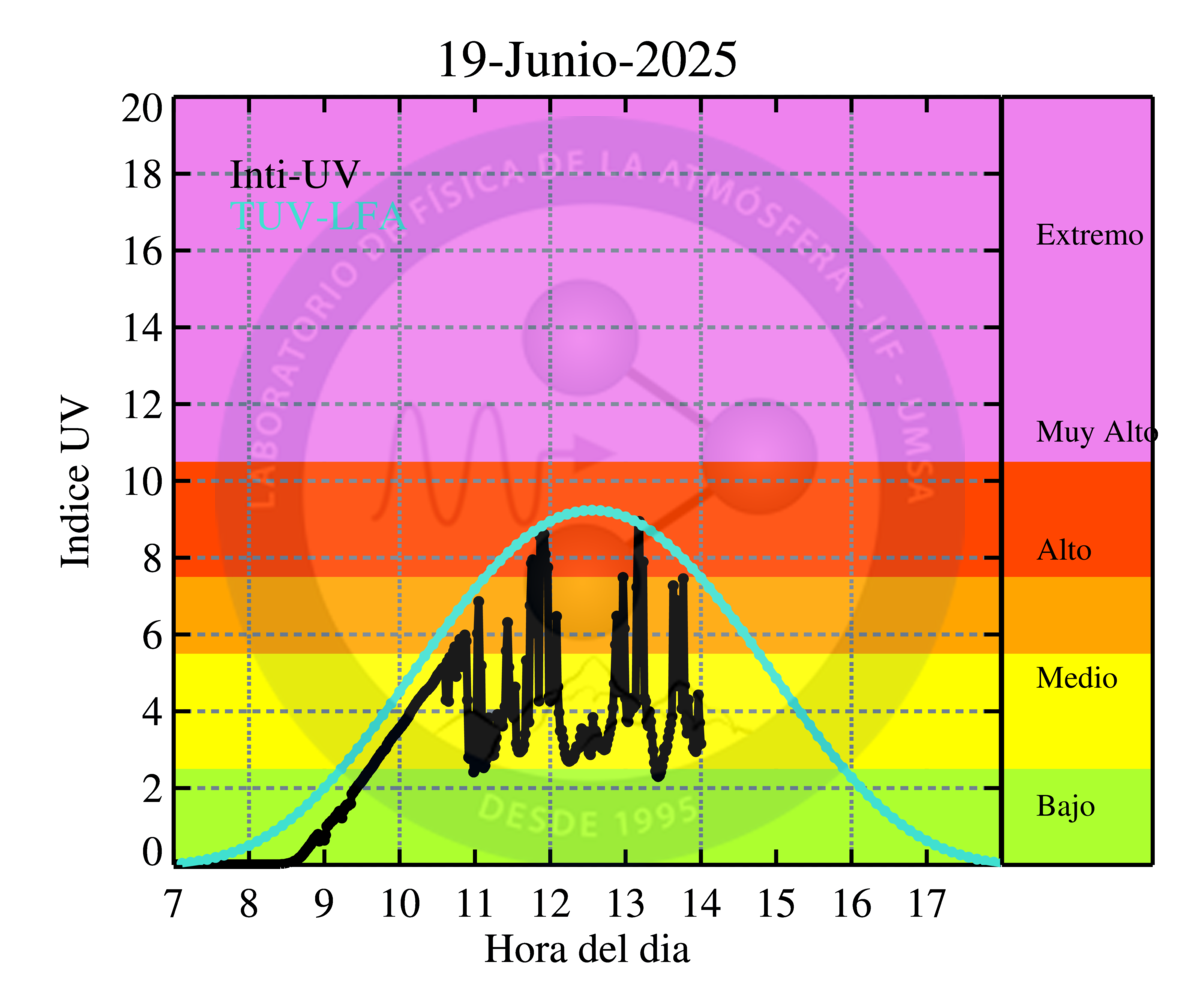 19-Junio-2025
20
18
16
14
12
10
8
6
4
2
0
Indice UV
Inti-UV
TUV-LFA
LABORATORIO DE FÍSICA DE LA ATMÓSFERA - IIF - UMSA
DESDE 1995
Extremo
Muy Alto
Alto
Medio
Bajo
7 8 9 10 11 12 13 14 15 16 17
Hora del dia